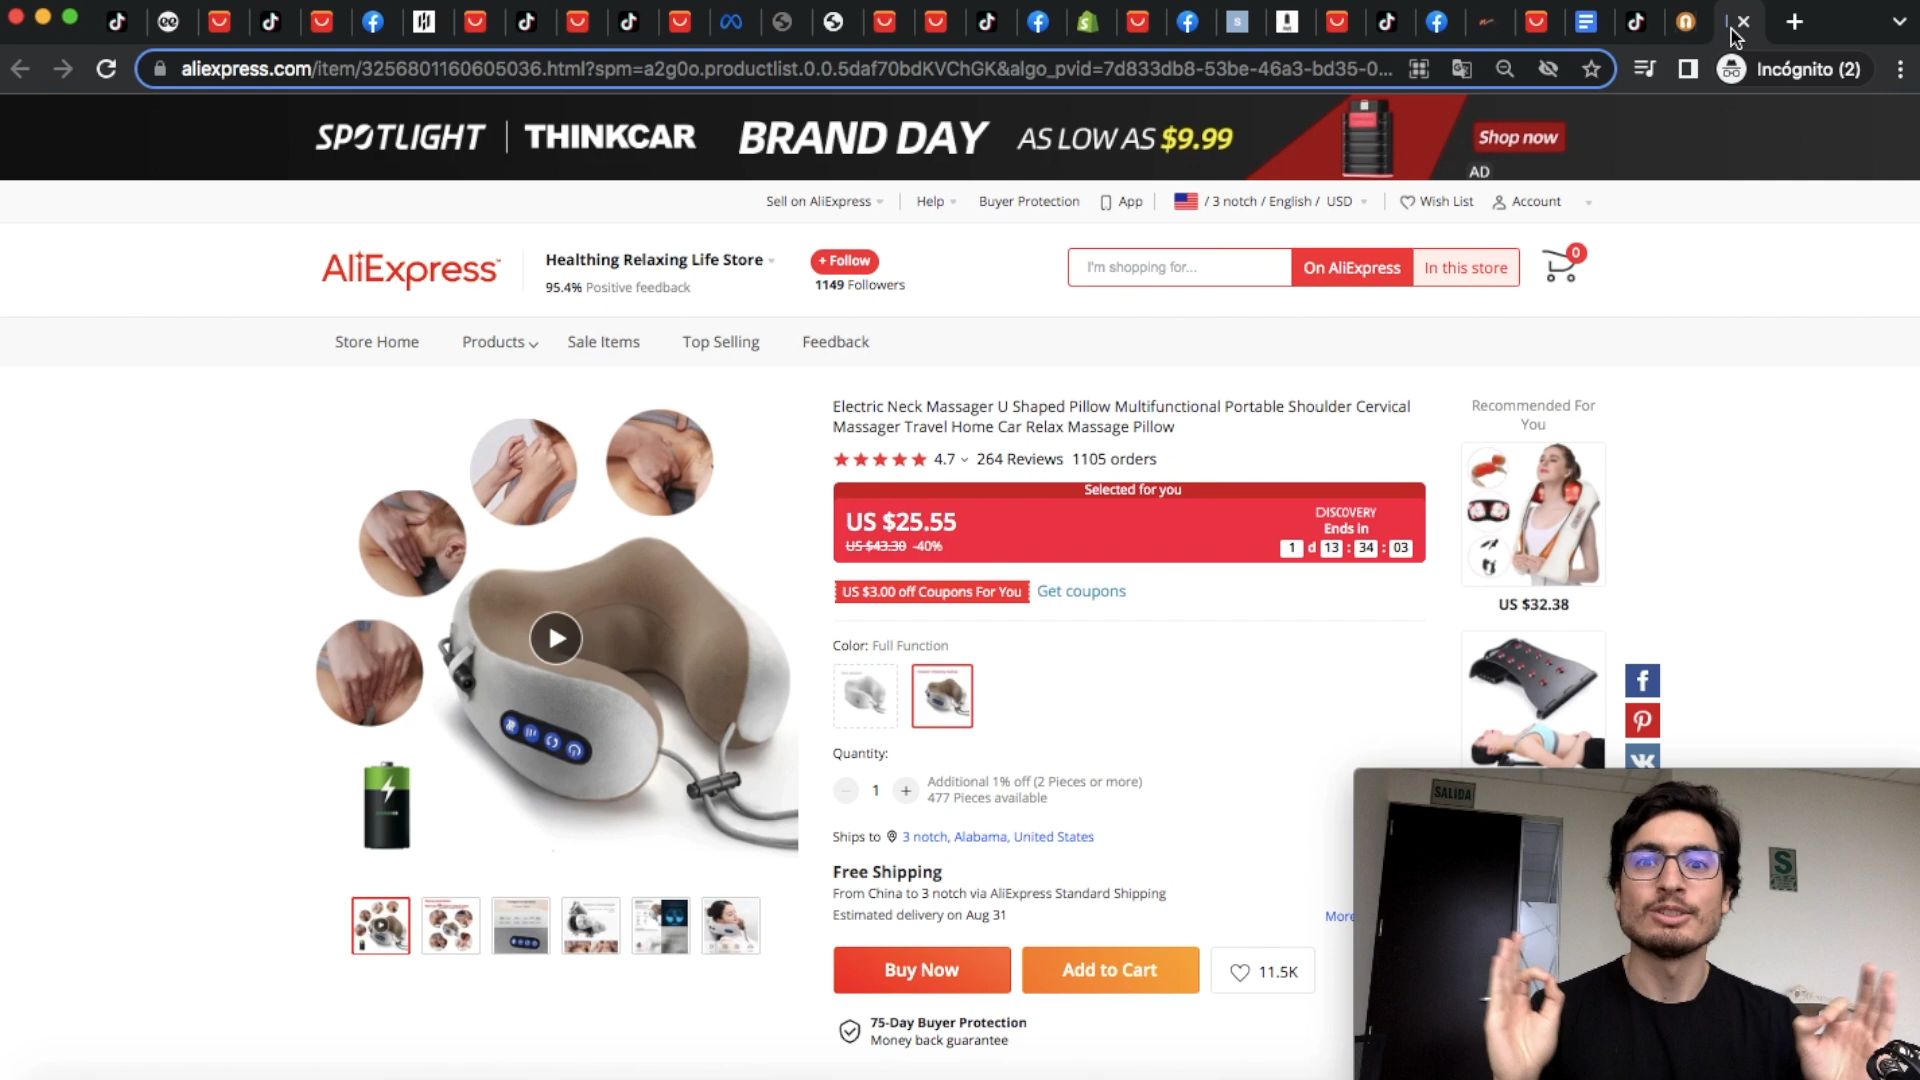 aliexpress.com/item/3256801160605036.html?spm=a2g0o.productlist.0.0.5daf70bdKVChGK&algo_pvid=7d833db8-53be-46a3-bd35-0...
Incógnito (2)
SPOTLIGHT | THINKCAR BRAND DAY AS LOW AS $9.99 Shop now
AD
Sell on AliExpress Help Buyer Protection App / 3 notch / English / USD Wish List Account
AliExpress
Healthing Relaxing Life Store
95.4% Positive feedback
+ Follow
1149 Followers
I'm shopping for... On AliExpress In this store
0
Store Home Products Sale Items Top Selling Feedback
Electric Neck Massager U Shaped Pillow Multifunctional Portable Shoulder Cervical
Massager Travel Home Car Relax Massage Pillow
4.7 264 Reviews 1105 orders
Selected for you
US $25.55
US $43.30 -40%
DISCOVERY
Ends in
1 d 13 : 34 : 03
US $3.00 off Coupons For You Get coupons
Color: Full Function
Quantity:
1
Additional 1% off (2 Pieces or more)
477 Pieces available
Ships to 3 notch, Alabama, United States
Free Shipping
From China to 3 notch via AliExpress Standard Shipping
Estimated delivery on Aug 31
More
Buy Now Add to Cart 11.5K
75-Day Buyer Protection
Money back guarantee
Recommended For
You
US $32.38
SALIDA
S